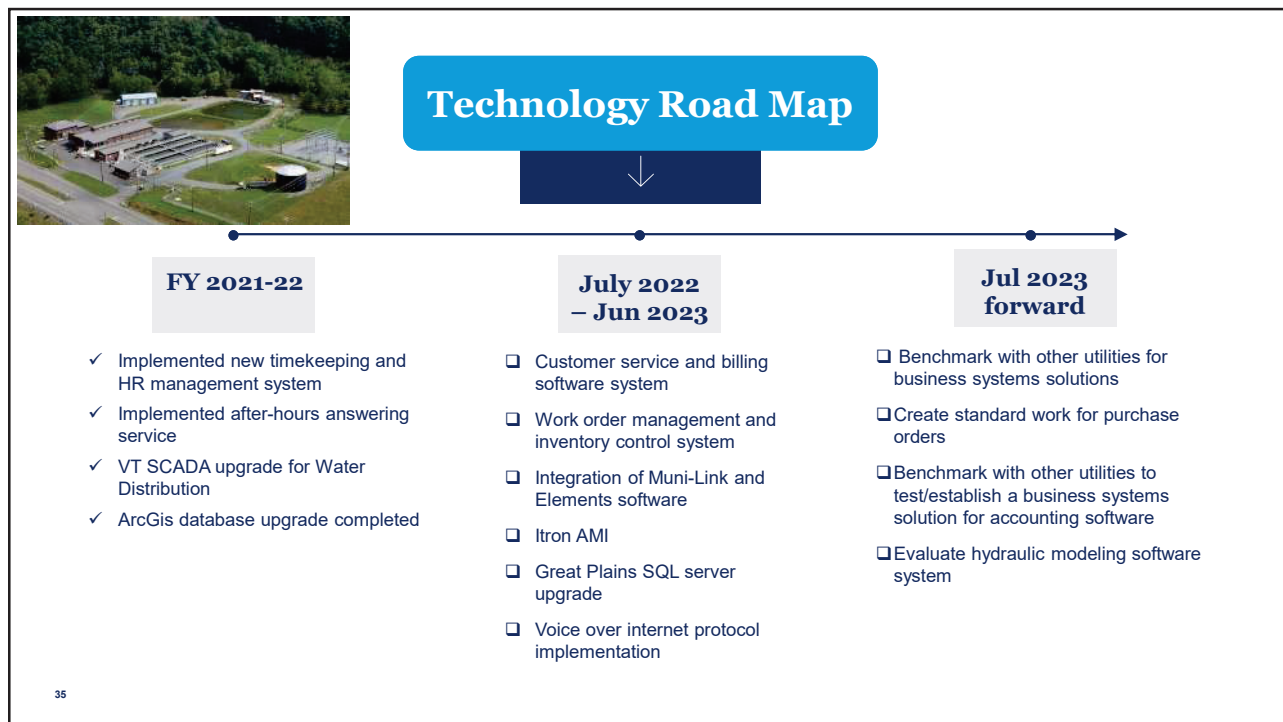 Technology Road Map
FY 2021-22
✓ Implemented new timekeeping and
HR management system
✓ Implemented after-hours answering
service
✓ VT SCADA upgrade for Water
Distribution
✓ ArcGis database upgrade completed
July 2022
– Jun 2023
❑ Customer service and billing
software system
❑ Work order management and
inventory control system
❑ Integration of Muni-Link and
Elements software
❑ Itron AMI
❑ Great Plains SQL server
upgrade
❑ Voice over internet protocol
implementation
Jul 2023
forward
❑ Benchmark with other utilities for
business systems solutions
❑Create standard work for purchase
orders
❑Benchmark with other utilities to
test/establish a business systems
solution for accounting software
❑Evaluate hydraulic modeling software
system
35